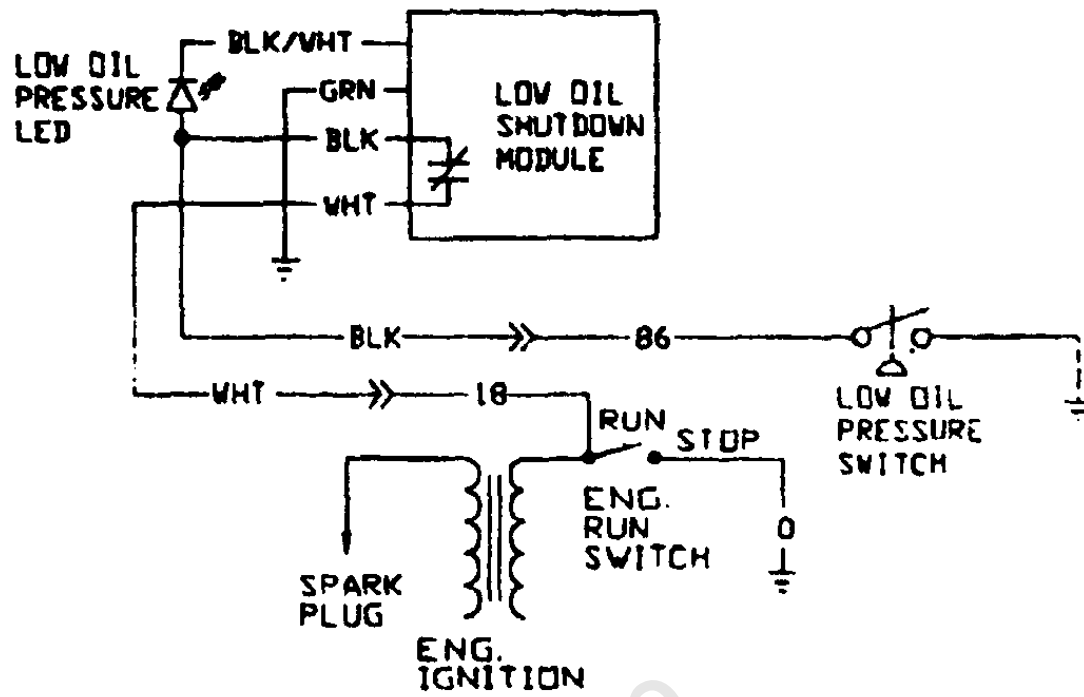 BLK/WHT
LOW OIL
PRESSURE
LED
GRN
BLK
WHT
LOW OIL
SHUTDOWN
MODULE
BLK
86
WHT
18
LOW OIL
PRESSURE
SWITCH
RUN
STOP
ENG.
RUN
SWITCH
0
SPARK
PLUG
ENG.
IGNITION